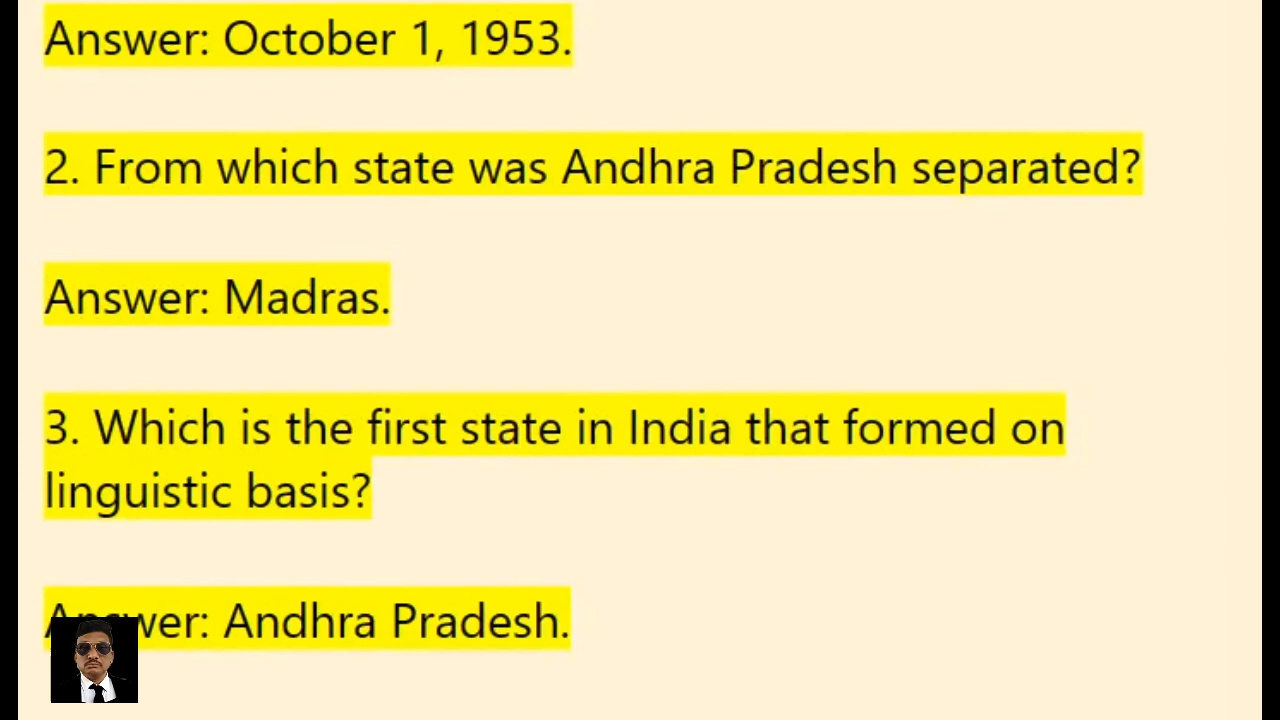 Answer: October 1, 1953.
2. From which state was Andhra Pradesh separated?
Answer: Madras.
3. Which is the first state in India that formed on
linguistic basis?
Answer: Andhra Pradesh.